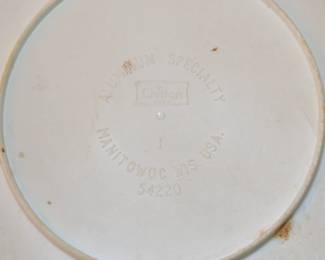 ALUMINUM SPECIALTY
Chilton
1
MANITOWOC WIS USA.
54220